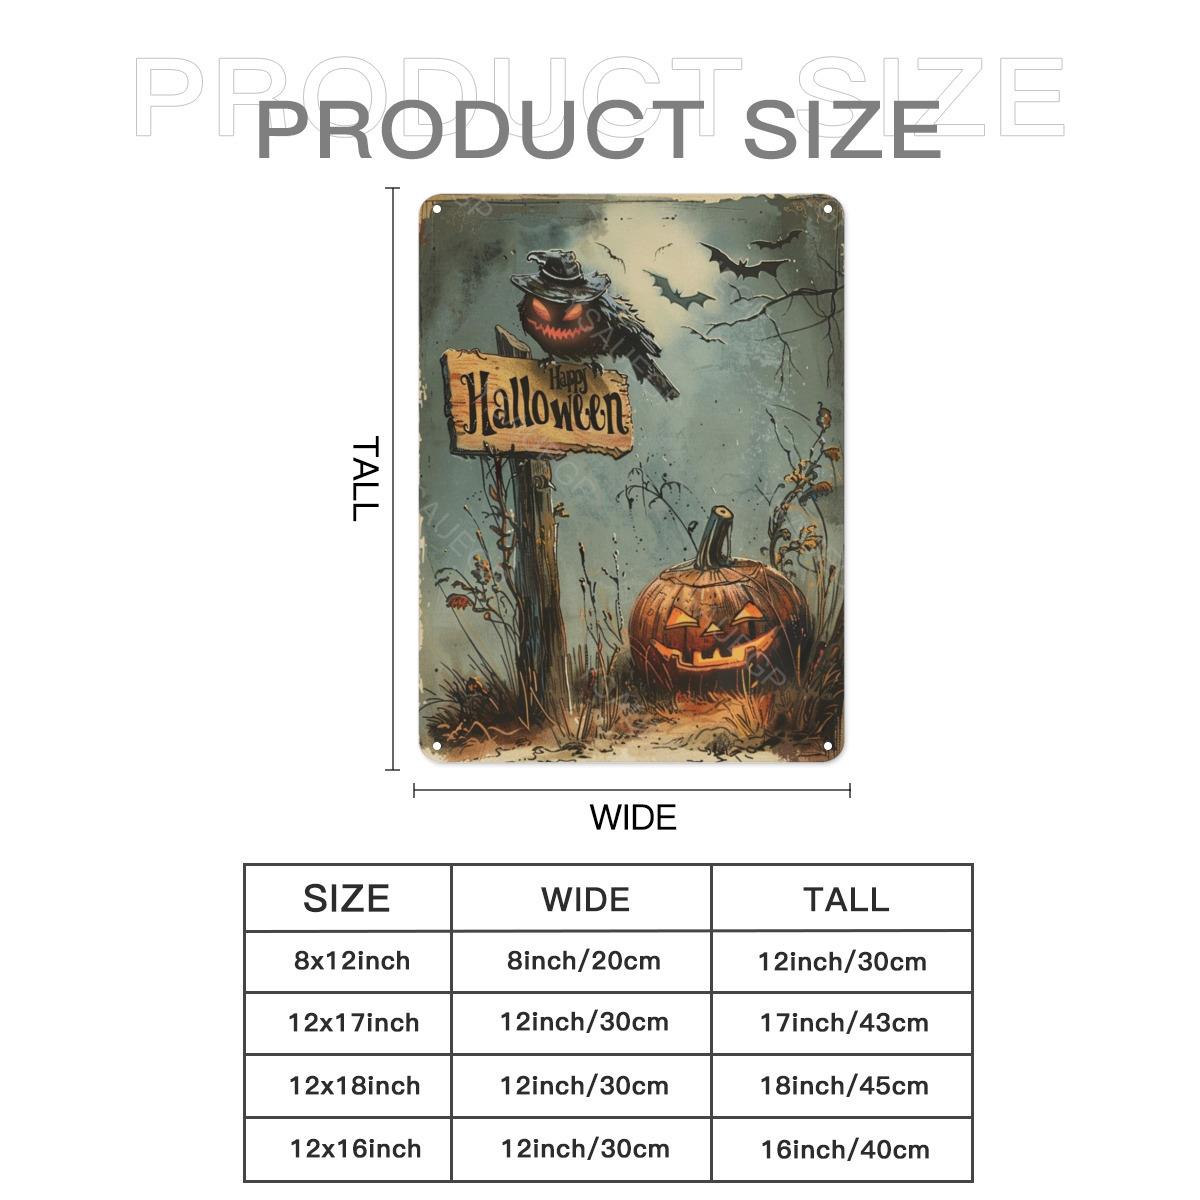 PRODUCT SIZE
PRODUCT SIZE
Happy
Halloween
TALL
WIDE
SIZE WIDE TALL
8x12inch 8inch/20cm 12inch/30cm
12x17inch 12inch/30cm 17inch/43cm
12x18inch 12inch/30cm 18inch/45cm
12x16inch 12inch/30cm 16inch/40cm